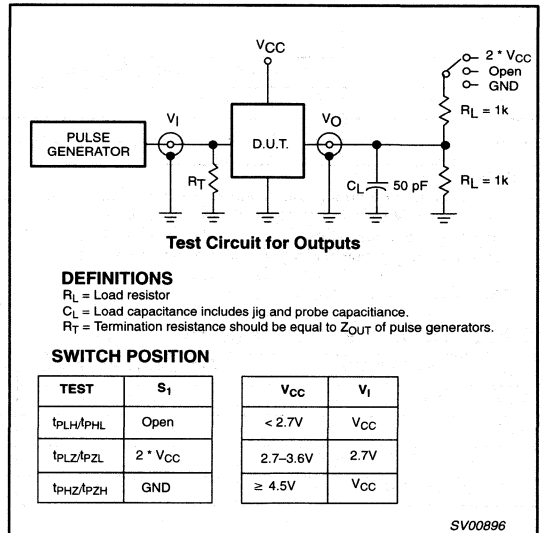 VCC
2 * VCC
Open
GND
RL = 1k
VI
VO
PULSE
GENERATOR
D.U.T.
RT
CL
50 pF
RL = 1k
Test Circuit for Outputs
DEFINITIONS
RL = Load resistor
CL = Load capacitance includes jig and probe capacitiance.
RT = Termination resistance should be equal to ZOUT of pulse generators.
SWITCH POSITION
TEST S1
tPLH/tPHL Open
tPLZ/tPZL 2 * VCC
tPHZ/tPZH GND
VCC VI
< 2.7V VCC
2.7–3.6V 2.7V
≥ 4.5V VCC
SV00896